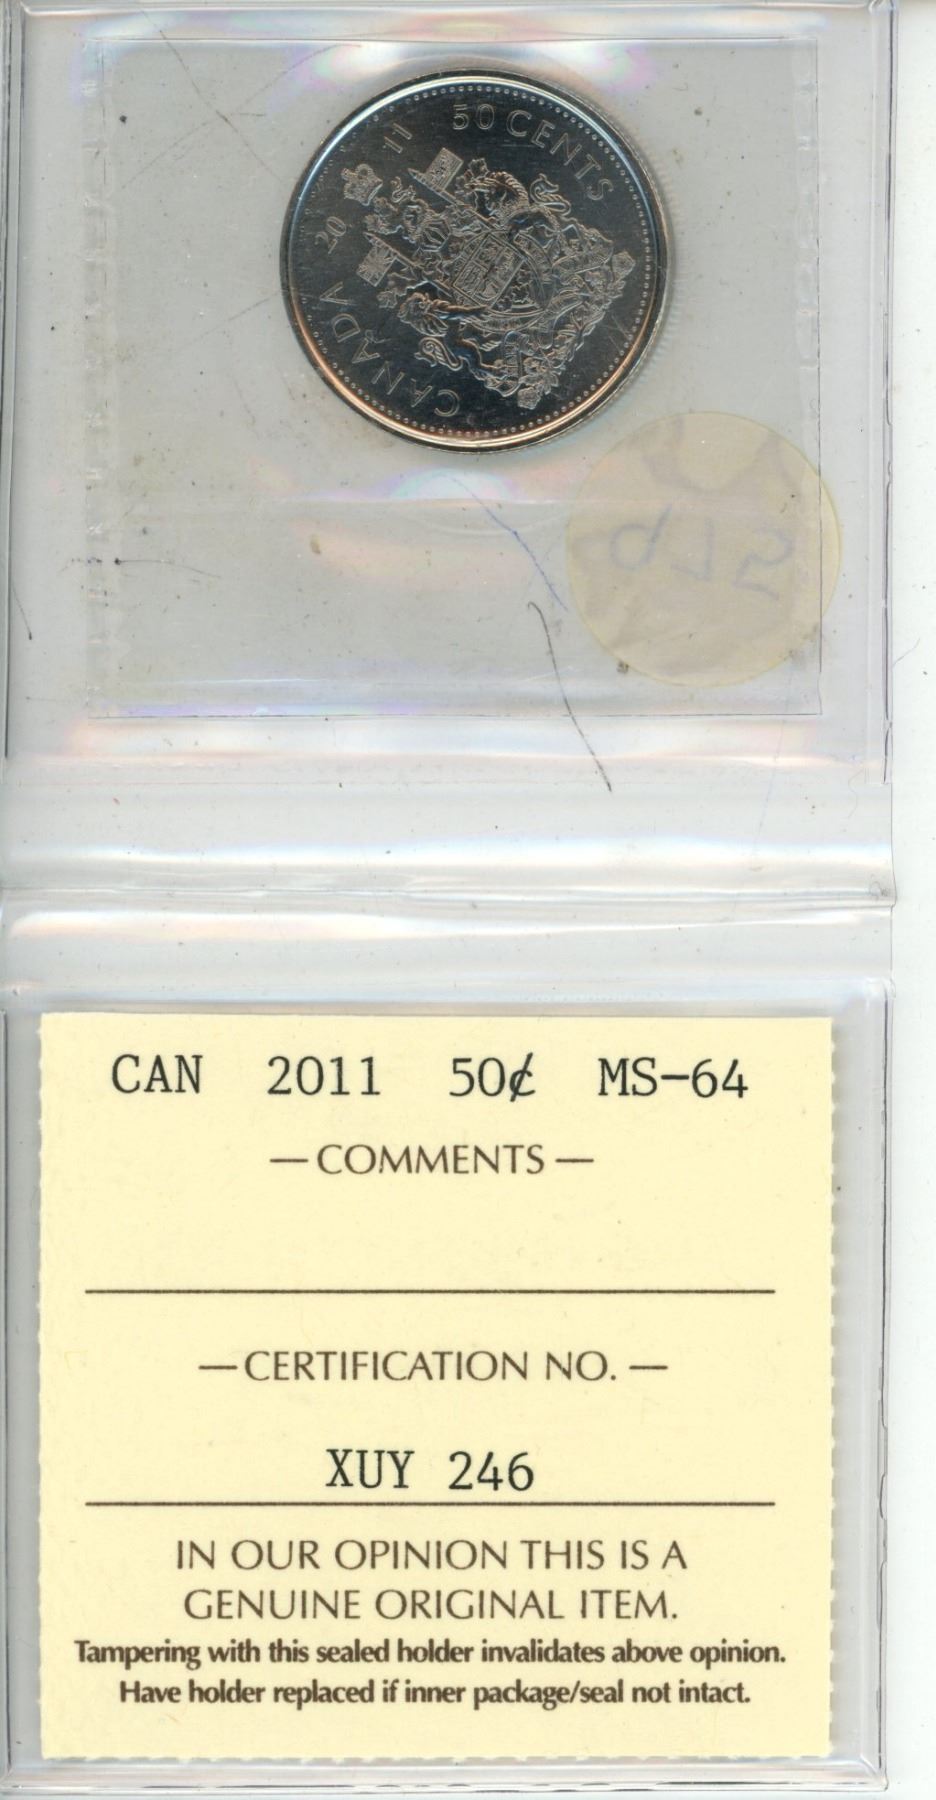 CANADA 20 11 50 CENTS
CAN 2011 50¢ MS-64
— COMMENTS —
— CERTIFICATION NO. —
XUY 246
IN OUR OPINION THIS IS A
GENUINE ORIGINAL ITEM.
Tampering with this sealed holder invalidates above opinion.
Have holder replaced if inner package/seal not intact.